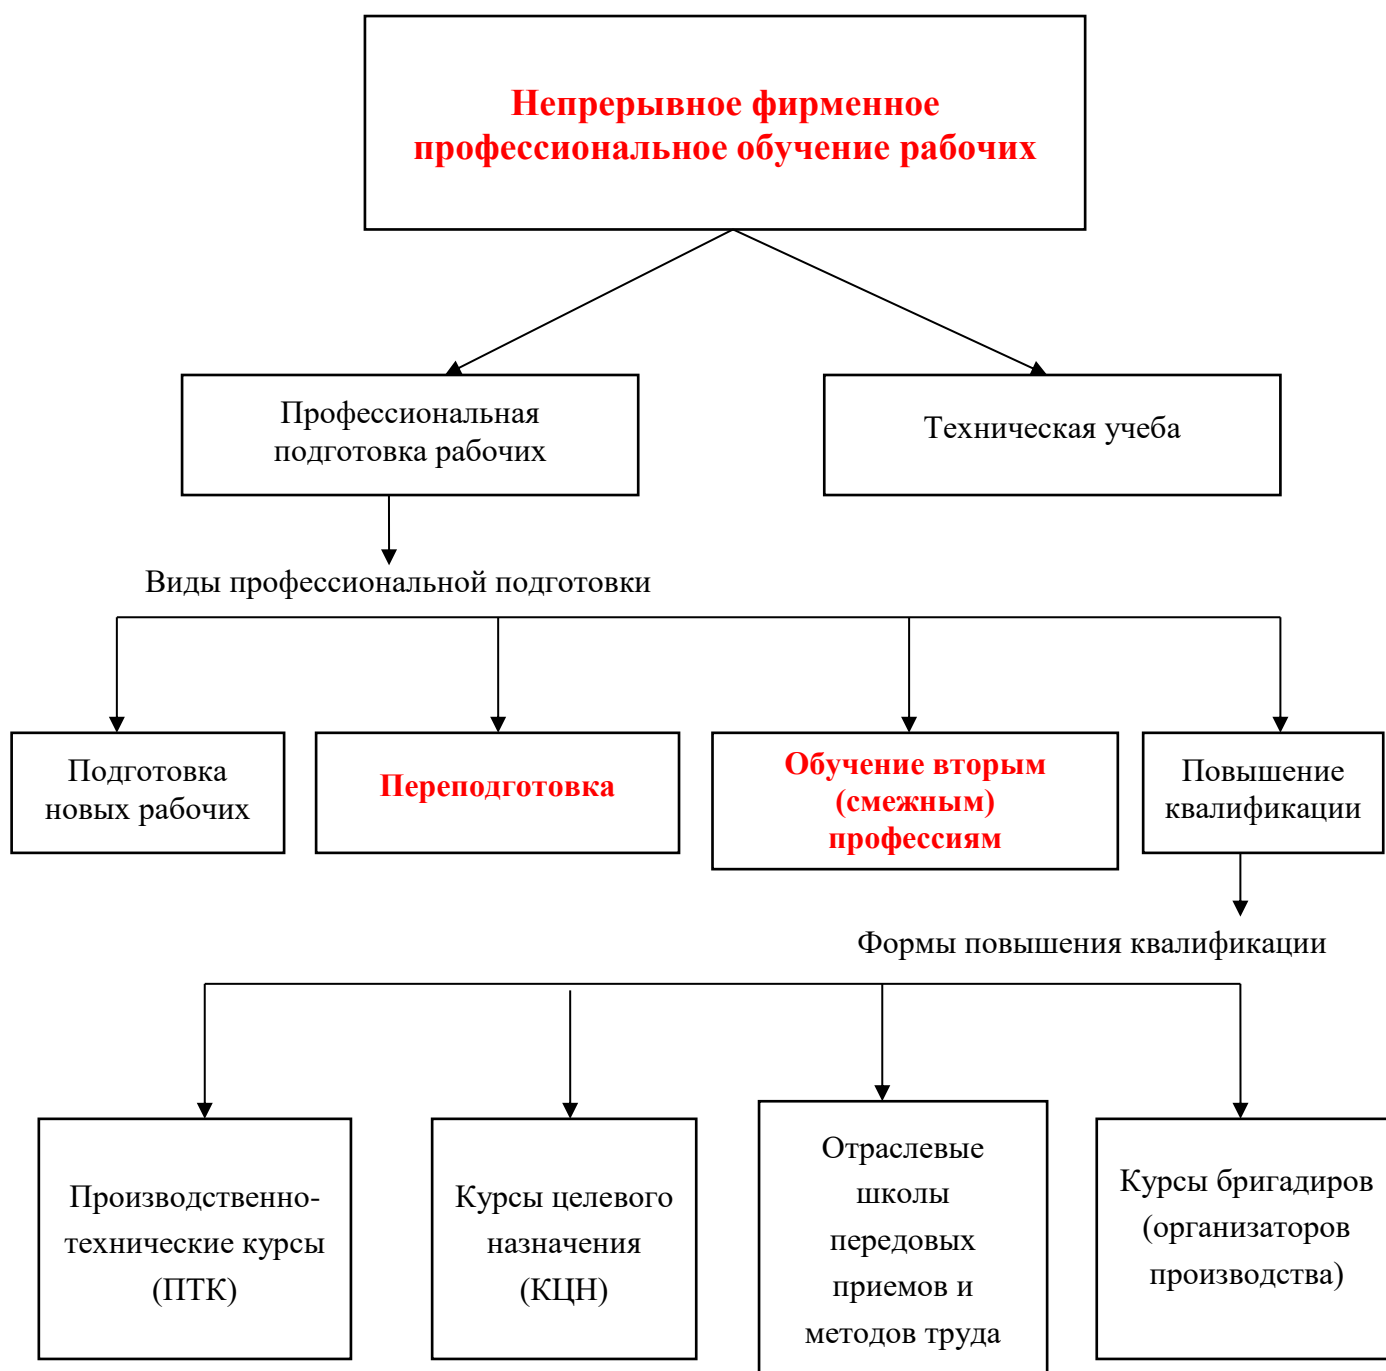 Непрерывное фирменное
профессиональное обучение рабочих
Профессиональная
подготовка рабочих
Техническая учеба
Виды профессиональной подготовки
Подготовка
новых рабочих
Переподготовка
Обучение вторым
(смежным)
профессиям
Повышение
квалификации
Формы повышения квалификации
Производственно-
технические курсы
(ПТК)
Курсы целевого
назначения
(КЦН)
Отраслевые
школы
передовых
приемов и
методов труда
Курсы бригадиров
(организаторов
производства)